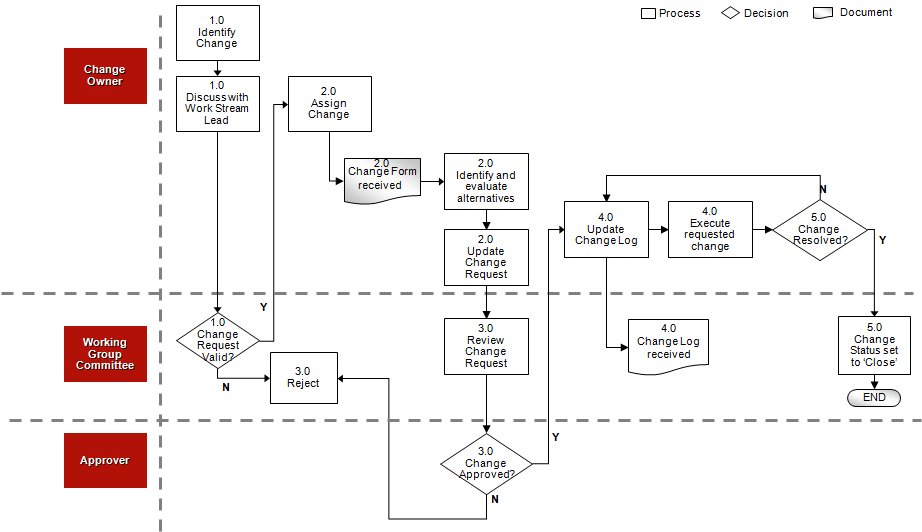 Process
Decision
Document
Change
Owner
1.0
Identify
Change
1.0
Discuss with
Work Stream
Lead
2.0
Assign
Change
2.0
Change Form
received
2.0
Identify and
evaluate
alternatives
2.0
Update
Change
Request
4.0
Update
Change Log
4.0
Execute
requested
change
5.0
Change
Resolved?
N
Y
Working
Group
Committee
1.0
Change
Request
Valid?
Y
N
3.0
Reject
3.0
Review
Change
Request
4.0
Change Log
received
5.0
Change
Status set
to ‘Close’
END
Approver
3.0
Change
Approved?
Y
N